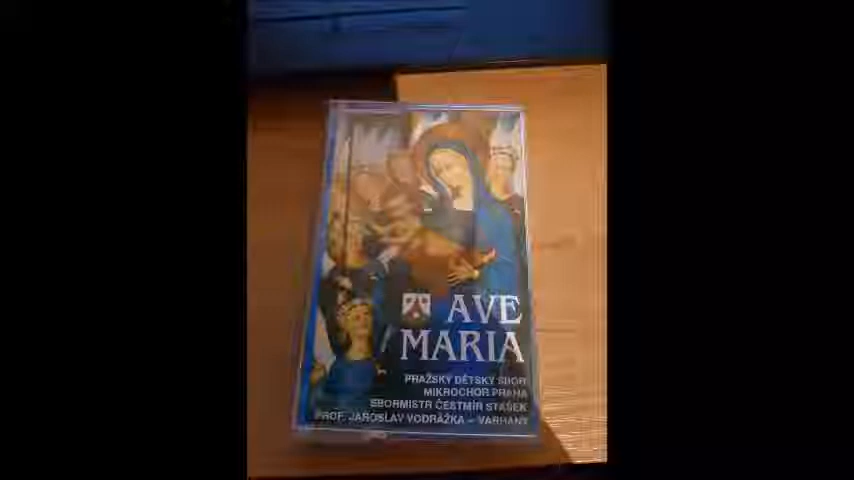 AVE
MARIA
PRAŽSKÝ DĚTSKÝ SBOR
MIKROCHOR PRAHA
SBORMISTR ČESTMÍR STAŠEK
PROF. JAROSLAV VODRÁŽKA – VARHANY